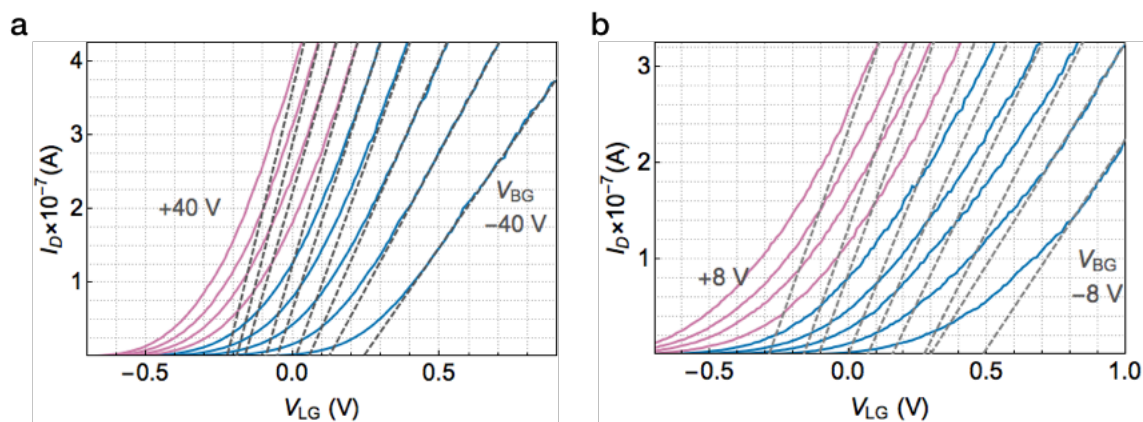 a
4
3
2
1
I_D×10⁻⁷ (A)
+40 V
V_BG
−40 V
−0.5
0.0
0.5
V_LG (V)
b
3
2
1
I_D×10⁻⁷ (A)
+8 V
V_BG
−8 V
−0.5
0.0
0.5
1.0
V_LG (V)